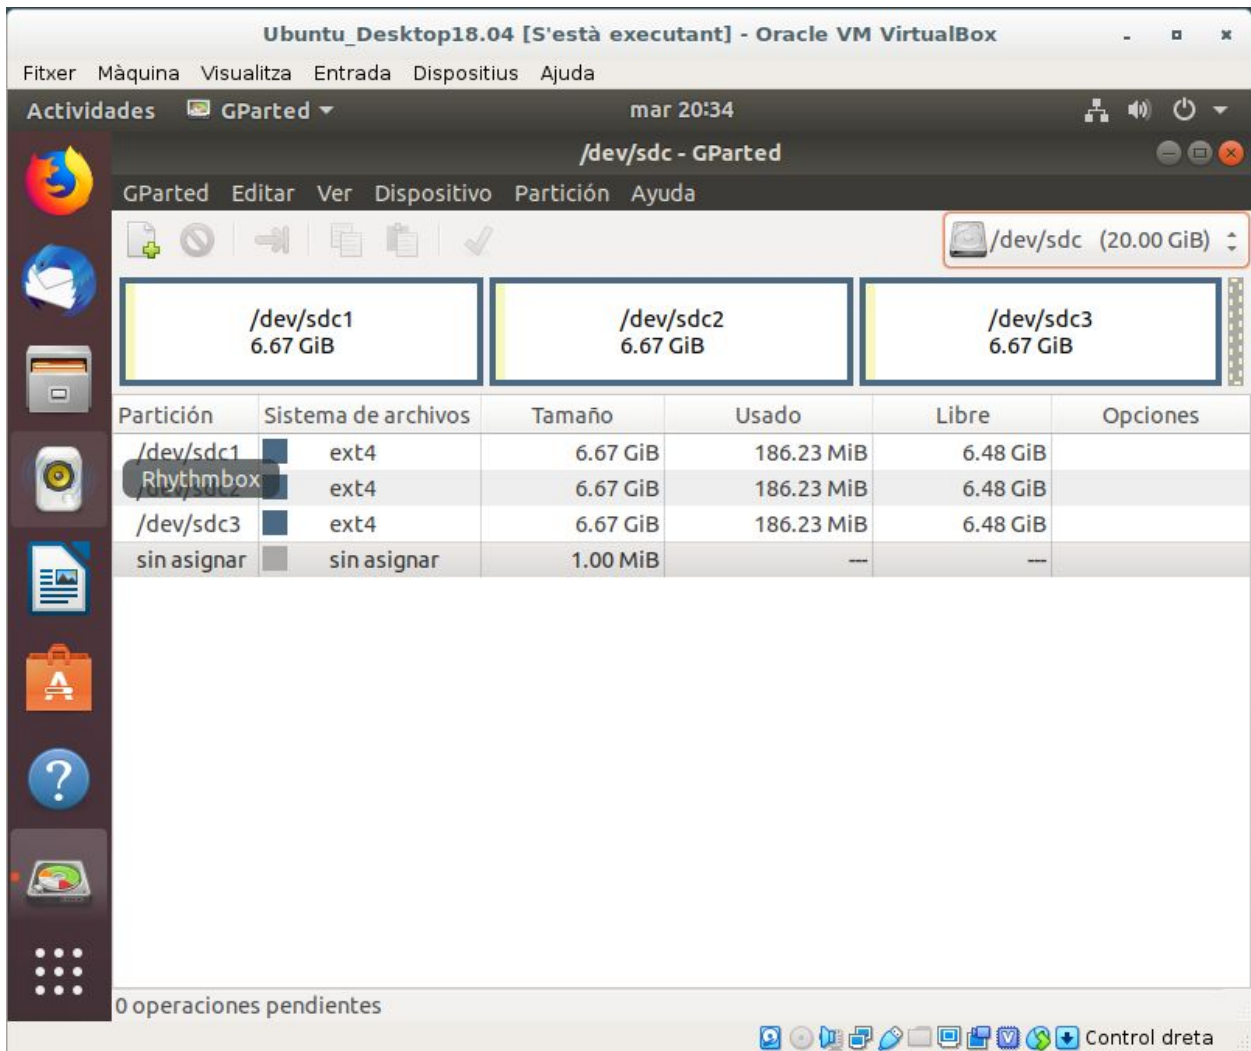 Ubuntu_Desktop18.04 [S'està executant] - Oracle VM VirtualBox
Fitxer Màquina Visualitza Entrada Dispositius Ajuda
Actividades GParted mar 20:34
/dev/sdc - GParted
GParted Editar Ver Dispositivo Partición Ayuda
/dev/sdc (20.00 GiB)
/dev/sdc1 /dev/sdc2 /dev/sdc3
6.67 GiB 6.67 GiB 6.67 GiB
Partición Sistema de archivos Tamaño Usado Libre Opciones
/dev/sdc1 ext4 6.67 GiB 186.23 MiB 6.48 GiB
Rhythmbox
/dev/sdc2 ext4 6.67 GiB 186.23 MiB 6.48 GiB
/dev/sdc3 ext4 6.67 GiB 186.23 MiB 6.48 GiB
sin asignar sin asignar 1.00 MiB --- ---
0 operaciones pendientes
Control dreta